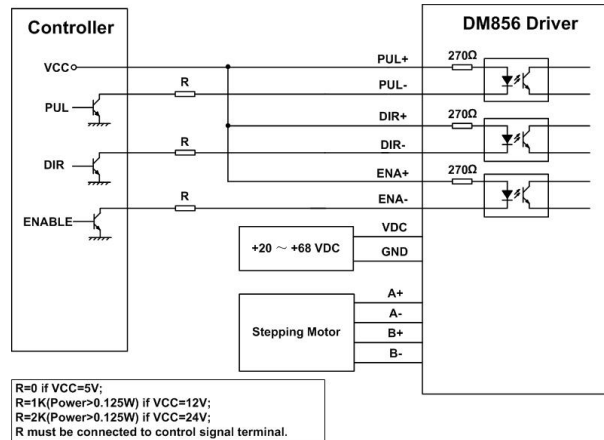 Controller
DM856 Driver
VCC
PUL+
270Ω
PUL
R
PUL-
DIR+
270Ω
DIR
R
DIR-
ENA+
270Ω
ENABLE
R
ENA-
+20 ～ +68 VDC
VDC
GND
Stepping Motor
A+
A-
B+
B-
R=0 if VCC=5V;
R=1K(Power>0.125W) if VCC=12V;
R=2K(Power>0.125W) if VCC=24V;
R must be connected to control signal terminal.